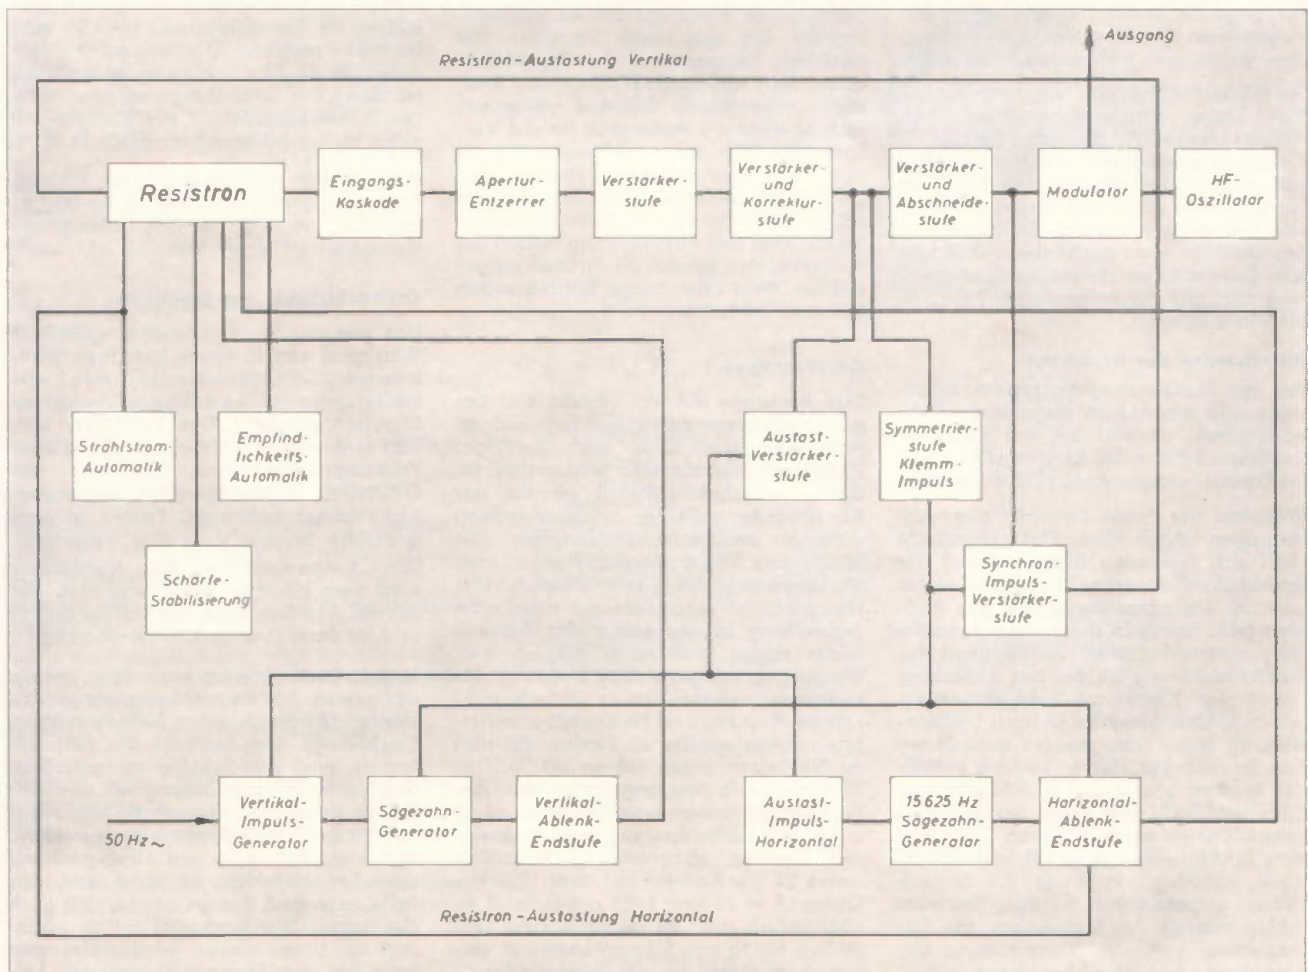 Ausgang
Resistron-Austastung Vertikal
Resistron
Eingangs-
Kaskode
Apertur-
Entzerrer
Verstärker-
stufe
Verstärker-
und
Korrektur-
stufe
Verstärker-
und
Abschneide-
stufe
Modulator
HF-
Oszillator
Strahlstrom-
Automatik
Empfind-
lichkeits-
Automatik
Austast-
Verstärker-
stufe
Symmetrier-
stufe
Klemm-
Impuls
Schärfe-
Stabilisierung
Synchron-
Impuls-
Verstärker-
stufe
50 Hz ~
Vertikal-
Impuls-
Generator
Sägezahn-
Generator
Vertikal-
Ablenk-
Endstufe
Austast-
Impuls-
Horizontal
15 625 Hz
Sägezahn-
Generator
Horizontal-
Ablenk-
Endstufe
Resistron-Austastung Horizontal